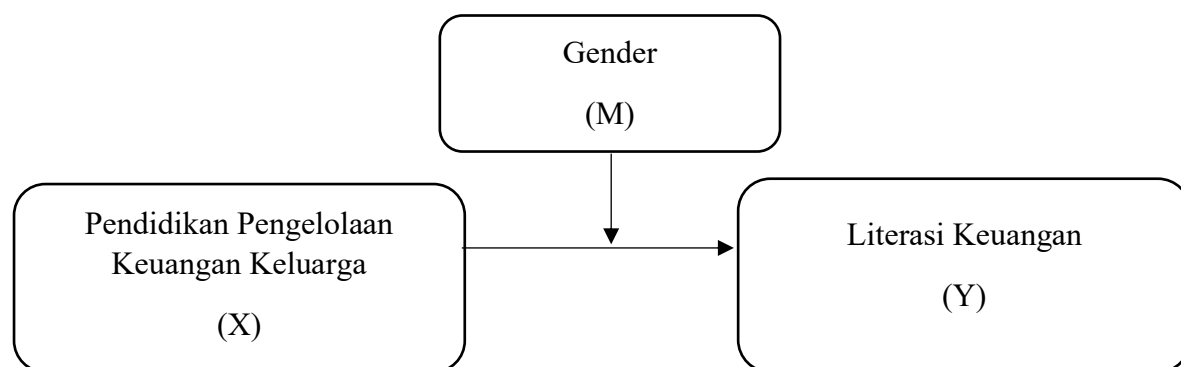 Gender
(M)
Pendidikan Pengelolaan
Keuangan Keluarga
(X)
Literasi Keuangan
(Y)